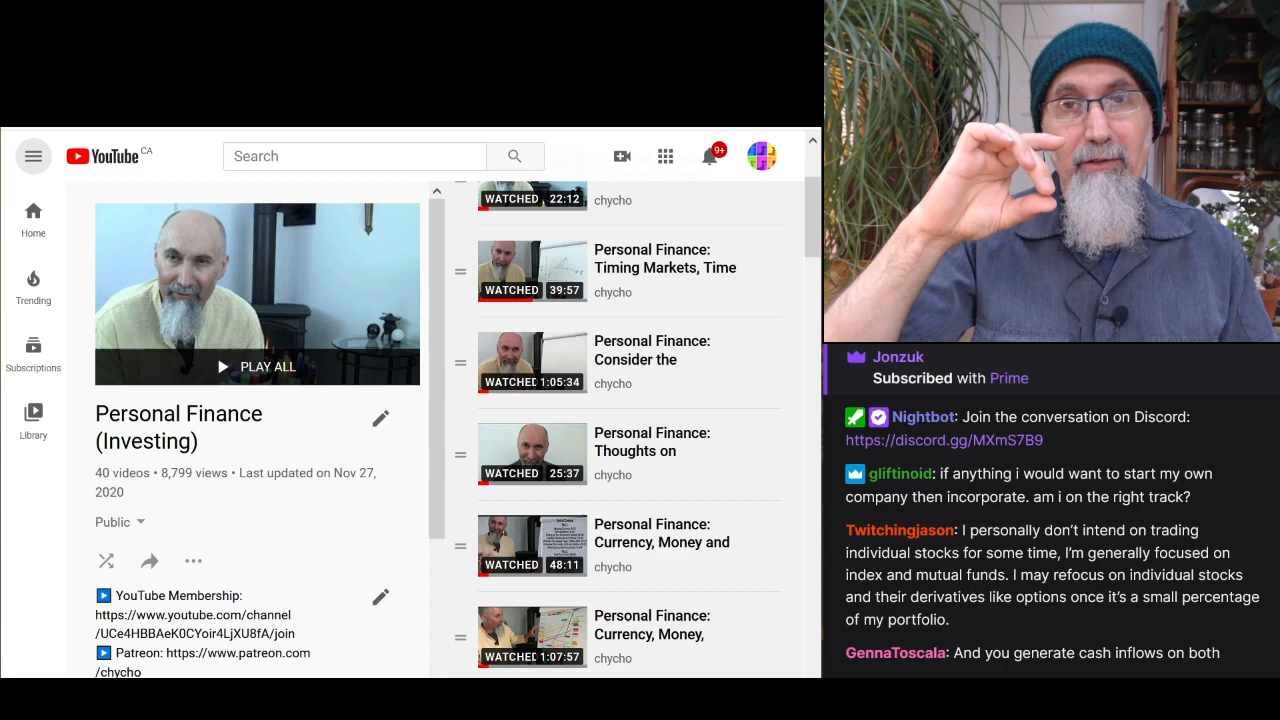 YouTube CA
Search
9+
Home
Trending
Subscriptions
Library
PLAY ALL
Personal Finance
(Investing)
40 videos • 8,799 views • Last updated on Nov 27,
2020
Public
YouTube Membership:
https://www.youtube.com/channel
/UCe4HBBAeK0CYoir4LjXU8fA/join
Patreon: https://www.patreon.com
/chycho
WATCHED 22:12
chycho
WATCHED 39:57
Personal Finance:
Timing Markets, Time
chycho
WATCHED 1:05:34
Personal Finance:
Consider the
chycho
WATCHED 25:37
Personal Finance:
Thoughts on
chycho
WATCHED 48:11
Personal Finance:
Currency, Money and
chycho
WATCHED 1:07:57
Personal Finance:
Currency, Money,
chycho
Jonzuk
Subscribed with Prime
Nightbot: Join the conversation on Discord:
https://discord.gg/MXmS7B9
gliftinoid: if anything i would want to start my own
company then incorporate. am i on the right track?
Twitchingjason: I personally don't intend on trading
individual stocks for some time, I'm generally focused on
index and mutual funds. I may refocus on individual stocks
and their derivatives like options once it's a small percentage
of my portfolio.
GennaToscala: And you generate cash inflows on both